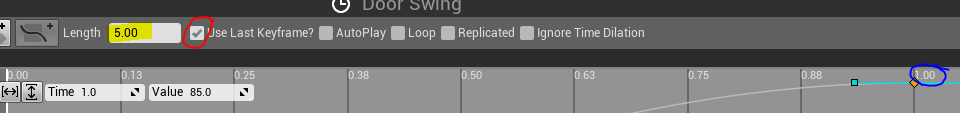 Door Swing
Length 5.00 Use Last Keyframe? AutoPlay Loop Replicated Ignore Time Dilation
0.00 0.13 0.25 0.38 0.50 0.63 0.75 0.88 1.00
Time 1.0 Value 85.0